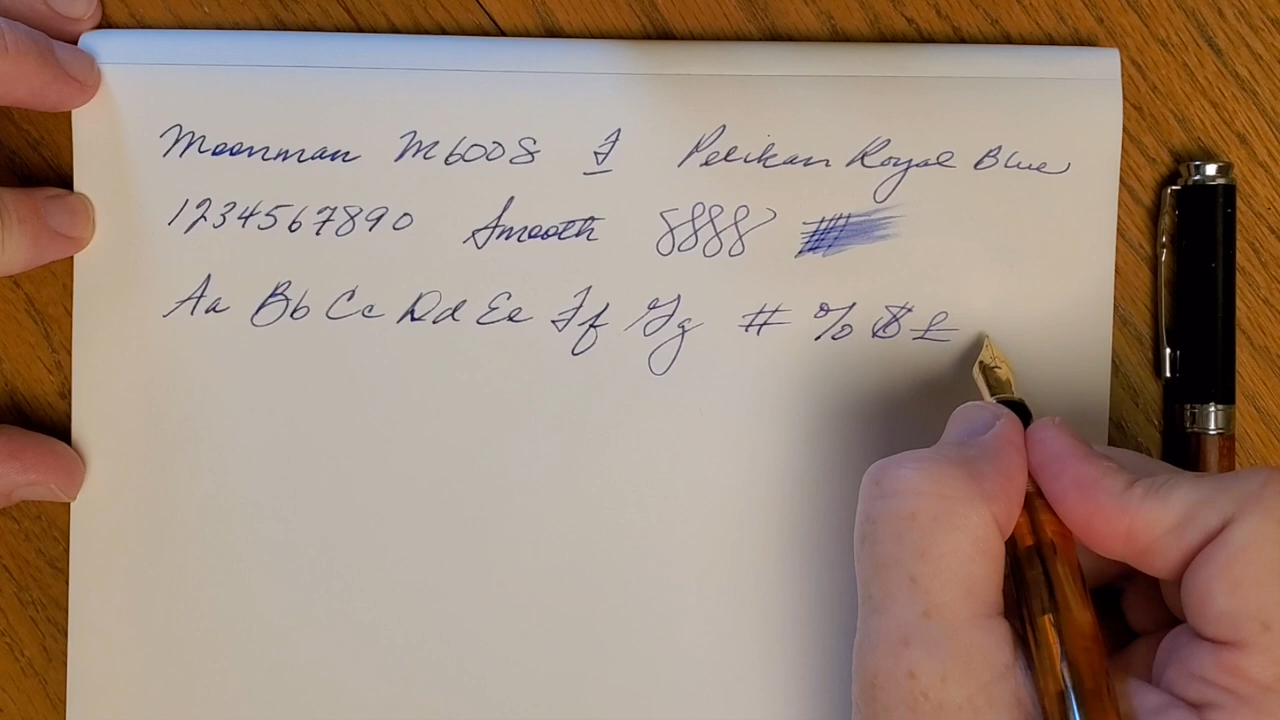 Moonman M600S F Pelikan Royal Blue
1234567890 Smooth 8888
Aa Bb Cc Dd Ee Ff Gg # % $ £